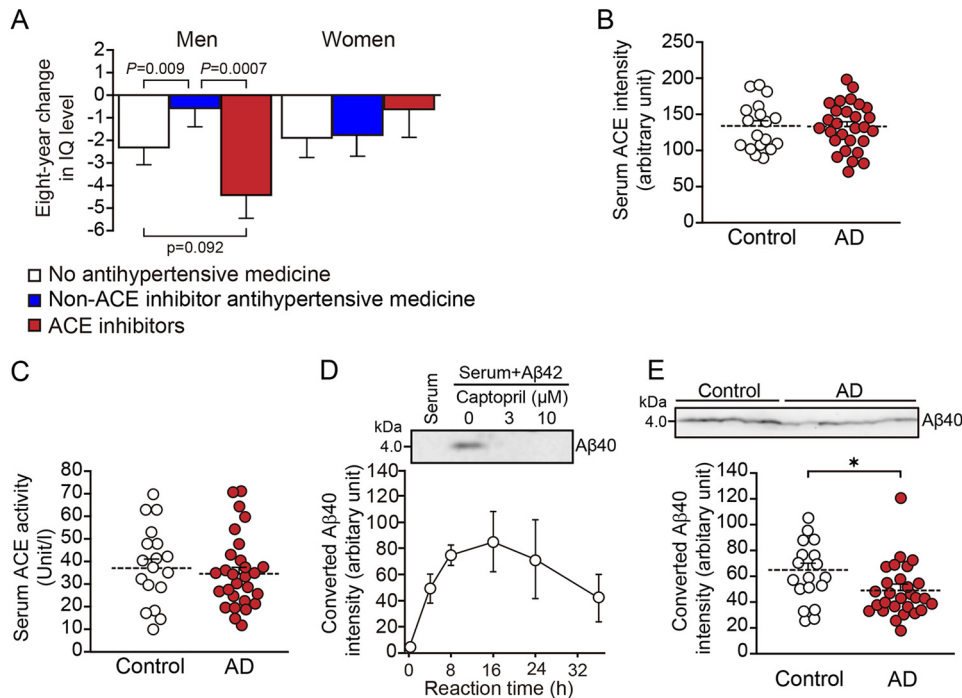 A
Men Women
P=0.009 P=0.0007
Eight-year change
in IQ level
2
1
0
-1
-2
-3
-4
-5
-6
p=0.092
No antihypertensive medicine
Non-ACE inhibitor antihypertensive medicine
ACE inhibitors
B
Serum ACE intensity
(arbitrary unit)
250
200
150
100
50
0
Control AD
C
Serum ACE activity
(Unit/l)
80
70
60
50
40
30
20
10
0
Control AD
D
Serum
Serum+Aβ42
Captopril (µM)
0 3 10
kDa
4.0
Aβ40
Converted Aβ40
intensity (arbitary unit)
140
120
100
80
60
40
20
0
0 8 16 24 32
Reaction time (h)
E
Control AD
kDa
4.0
Aβ40
Converted Aβ40
intensity (arbitary unit)
140
120
100
80
60
40
20
0
*
Control AD